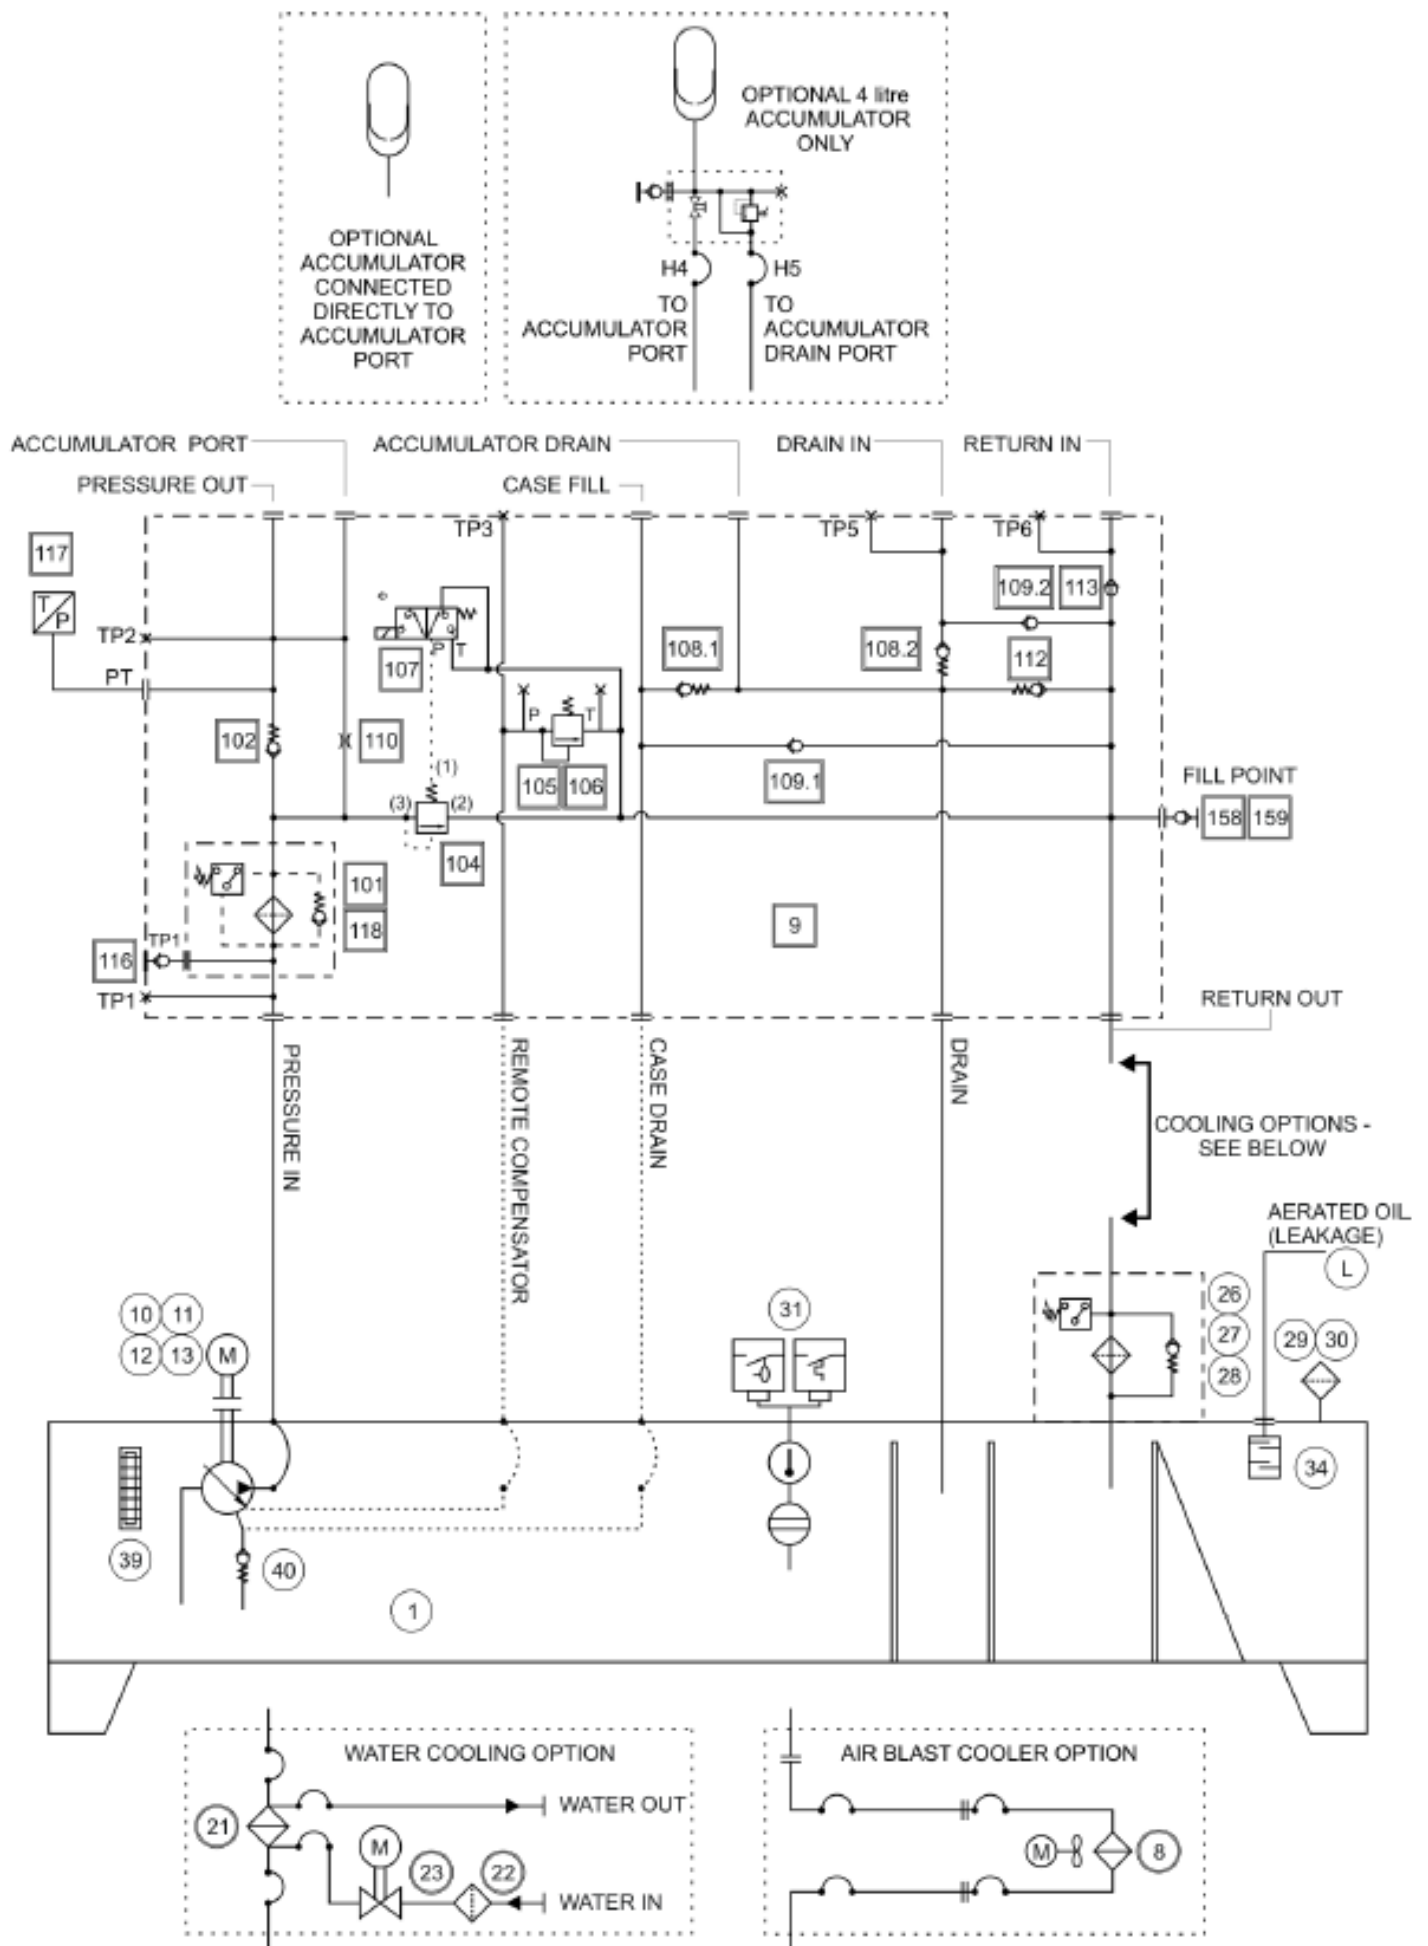 OPTIONAL
ACCUMULATOR
CONNECTED
DIRECTLY TO
ACCUMULATOR
PORT
OPTIONAL 4 litre
ACCUMULATOR
ONLY
H4
H5
TO
ACCUMULATOR
PORT
TO
ACCUMULATOR
DRAIN PORT
ACCUMULATOR PORT
ACCUMULATOR DRAIN
DRAIN IN
RETURN IN
PRESSURE OUT
CASE FILL
TP3
TP5
TP6
117
T
P
109.2
113
TP2
107
P
T
108.1
108.2
112
PT
102
110
P
T
(1)
105
106
109.1
FILL POINT
(3)
(2)
158
159
104
101
118
9
116
TP1
TP1
RETURN OUT
PRESSURE IN
REMOTE COMPENSATOR
CASE DRAIN
DRAIN
COOLING OPTIONS -
SEE BELOW
AERATED OIL
(LEAKAGE)
L
10
11
12
13
M
31
26
27
28
29
30
39
40
34
1
WATER COOLING OPTION
WATER OUT
21
M
23
22
WATER IN
AIR BLAST COOLER OPTION
M
8